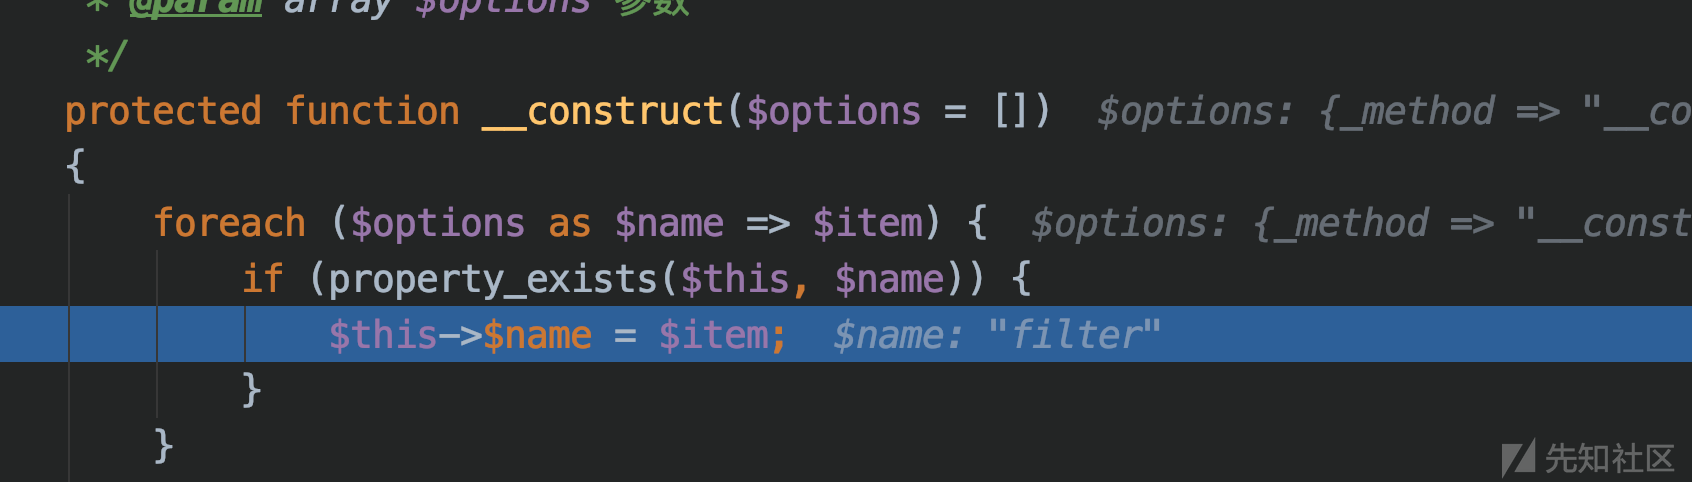 * @param array $options 参数
*/
protected function __construct($options = []) $options: {_method => "__co
{
foreach ($options as $name => $item) { $options: {_method => "__const
if (property_exists($this, $name)) {
$this->$name = $item; $name: "filter"
}
}
先知社区